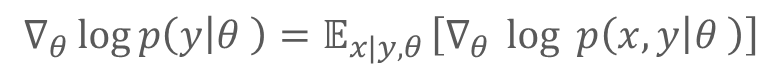 ∇θ log p(y|θ ) = 𝔼x|y,θ [∇θ log p(x, y|θ )]